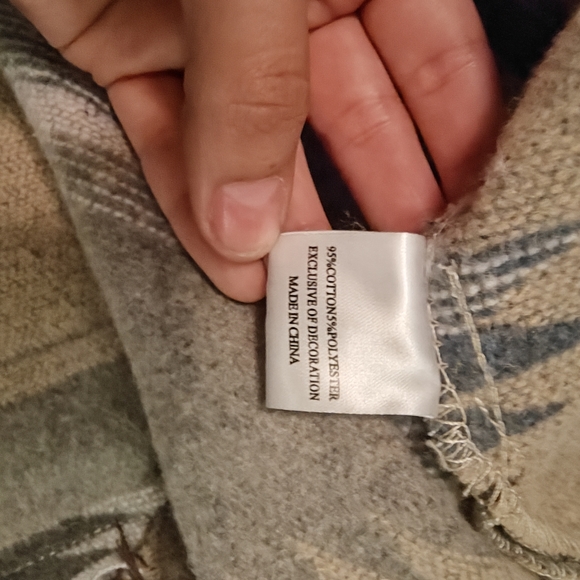 95%COTTON5%POLYESTER
EXCLUSIVE OF DECORATION
MADE IN CHINA